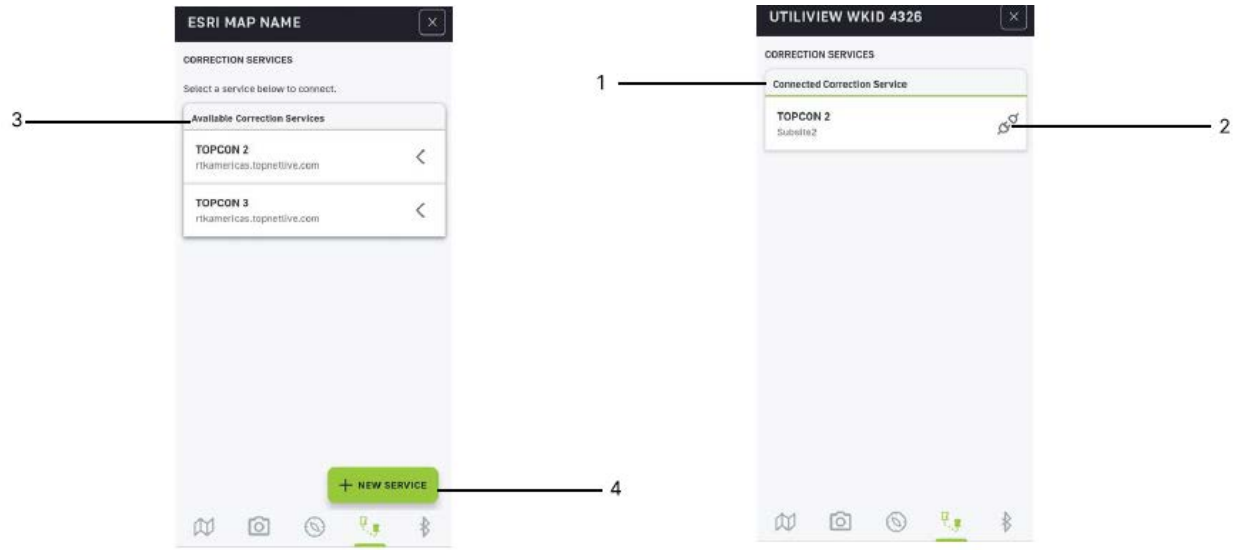 ESRI MAP NAME
CORRECTION SERVICES
Select a service below to connect.
Available Correction Services
TOPCON 2
rtkamericas.topnetlive.com
TOPCON 3
rtkamericas.topnetlive.com
+ NEW SERVICE
3
4
UTILIVIEW WKID 4326
CORRECTION SERVICES
Connected Correction Service
TOPCON 2
Subsite2
1
2